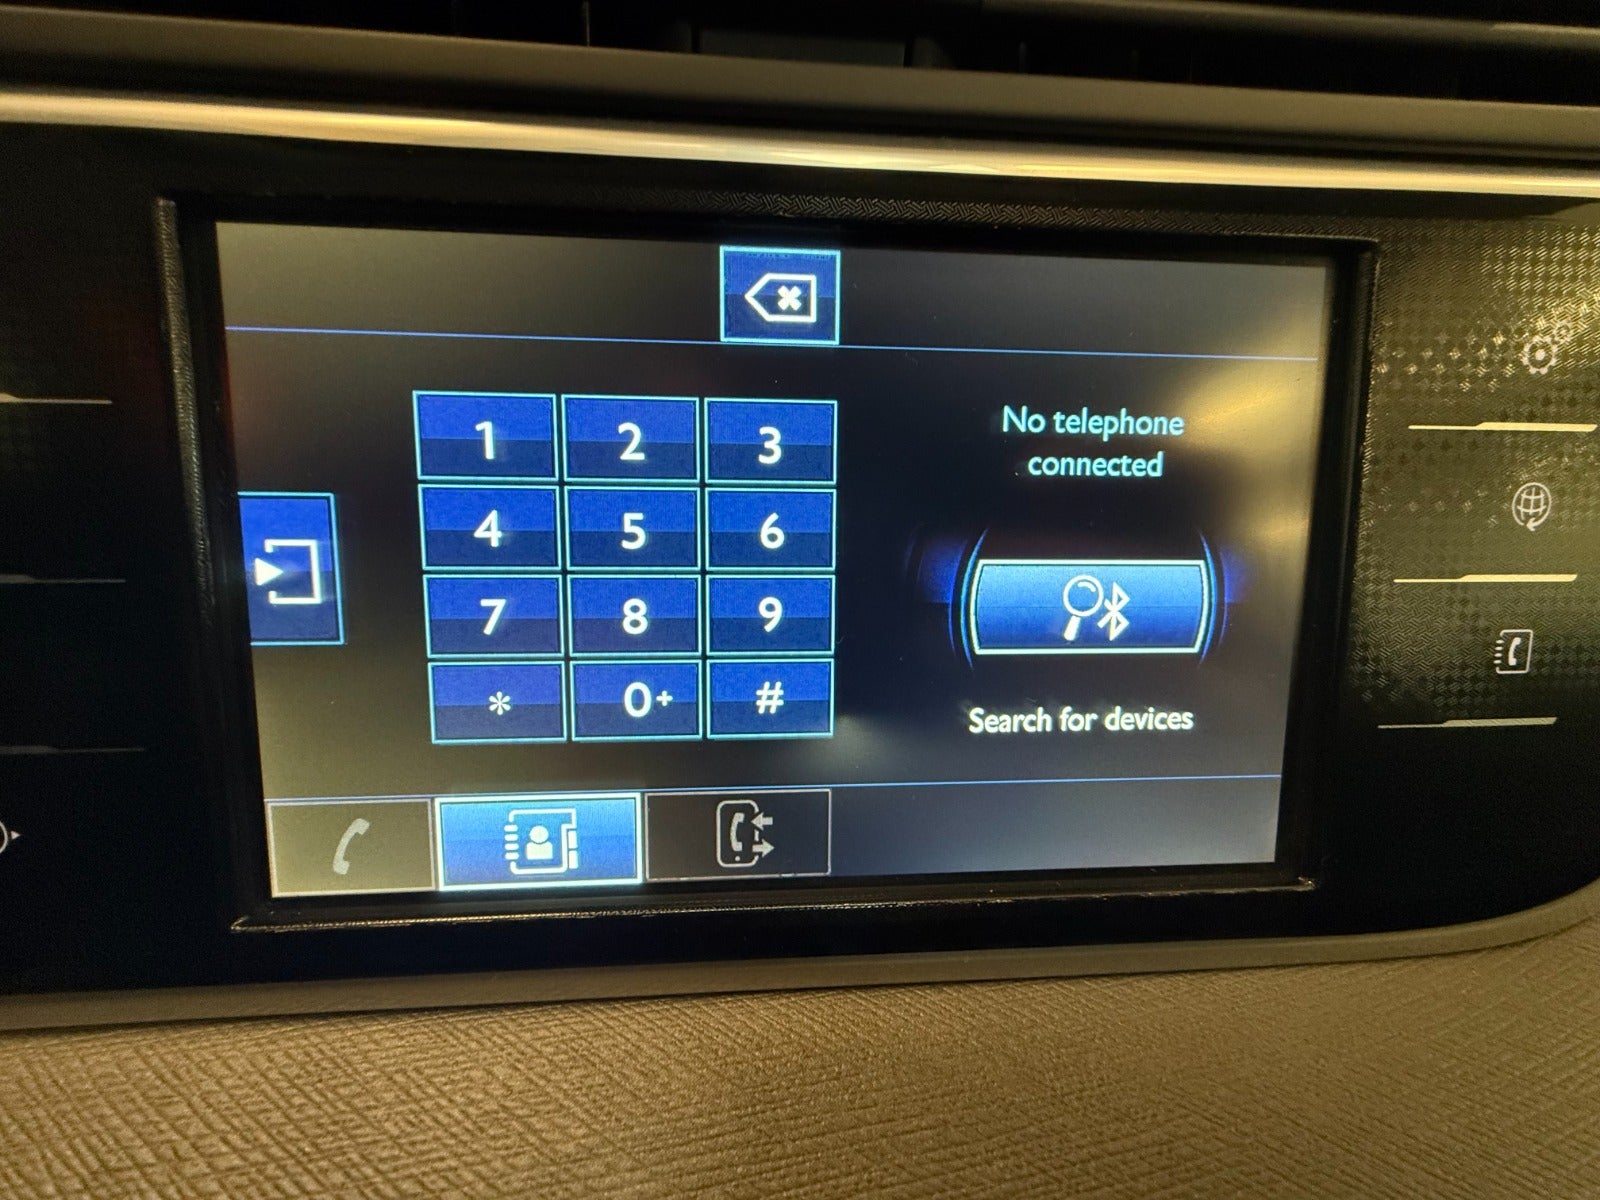 1 2 3
No telephone
connected
4 5 6
7 8 9
* 0+ #
Search for devices